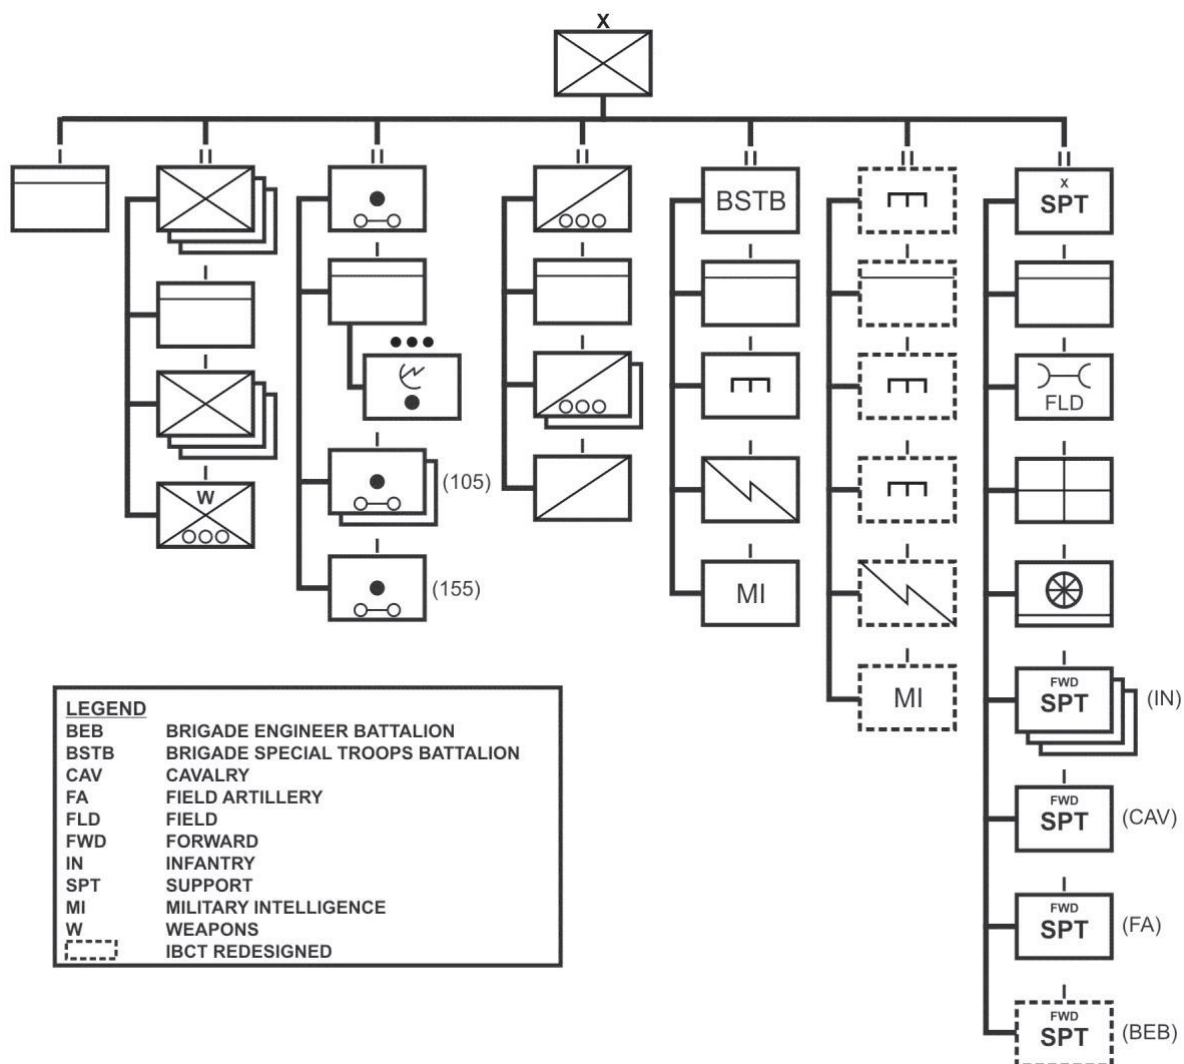 X
BSTB
X
SPT
FLD
(105)
W
(155)
MI
FWD
SPT
(IN)
MI
FWD
SPT
(CAV)
FWD
SPT
(FA)
FWD
SPT
(BEB)
LEGEND
BEB BRIGADE ENGINEER BATTALION
BSTB BRIGADE SPECIAL TROOPS BATTALION
CAV CAVALRY
FA FIELD ARTILLERY
FLD FIELD
FWD FORWARD
IN INFANTRY
SPT SUPPORT
MI MILITARY INTELLIGENCE
W WEAPONS
IBCT REDESIGNED